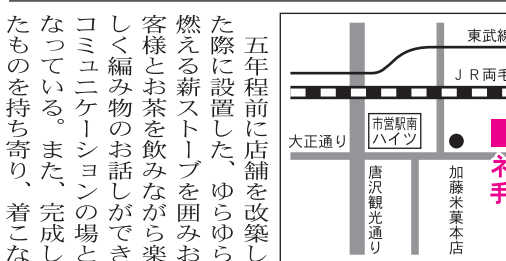 五年程前に店舗を改築し
た際に設置した、ゆらゆら
燃える薪ストーブを囲みお
客様とお茶を飲みながら楽
しく編み物のお話しができ
コミュニケーションの場と
なっている。また、完成し
たものを持ち寄り、着こな
東武線
ＪＲ両毛
大正通り
市営駅南
ハイツ
唐沢観光通り
加藤米菓本店
ネ
手